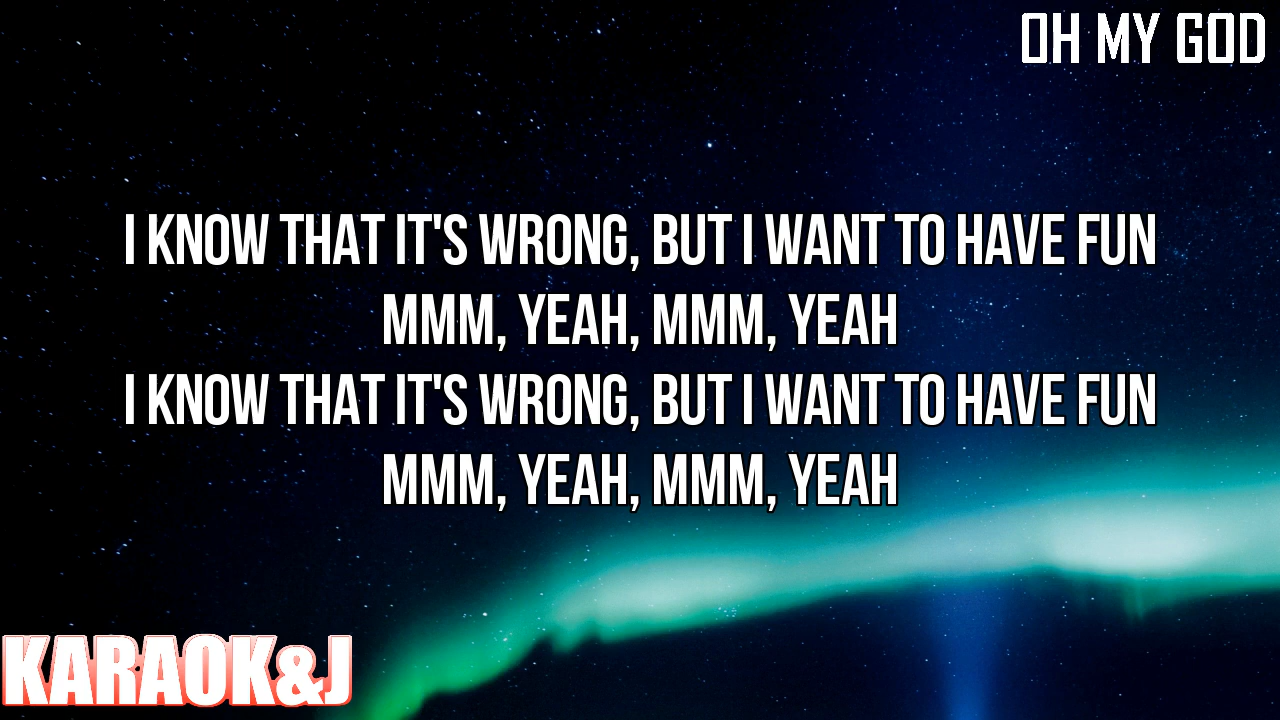 OH MY GOD
I KNOW THAT IT'S WRONG, BUT I WANT TO HAVE FUN
MMM, YEAH, MMM, YEAH
I KNOW THAT IT'S WRONG, BUT I WANT TO HAVE FUN
MMM, YEAH, MMM, YEAH
KARAOK&J